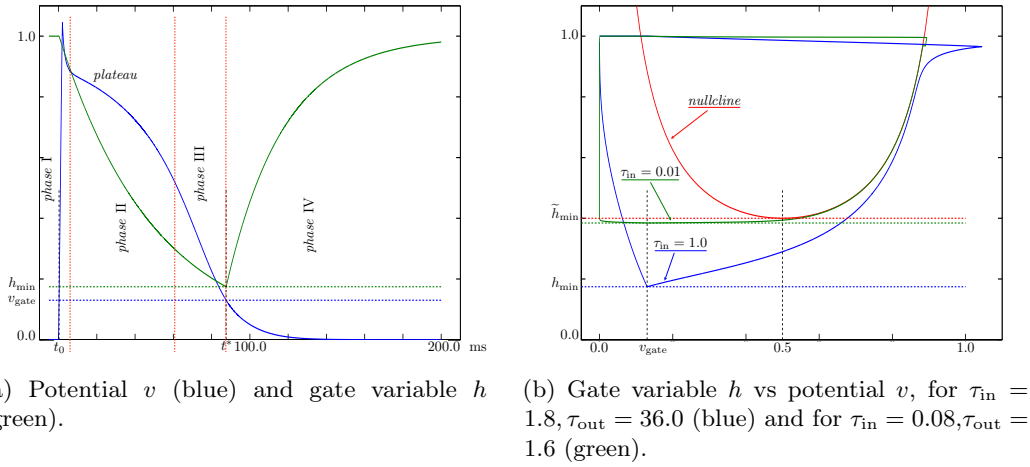 1.0
plateau
phase I
phase II
phase III
phase IV
h_min
v_gate
0.0
t_0
t*
100.0
200.0
ms
1.0
nullcline
τ_in = 0.01
h̃_min
τ_in = 1.0
h_min
0.0
0.0
v_gate
0.5
1.0
) Potential v (blue) and gate variable h
reen).
(b) Gate variable h vs potential v, for τ_in =
1.8, τ_out = 36.0 (blue) and for τ_in = 0.08,τ_out =
1.6 (green).